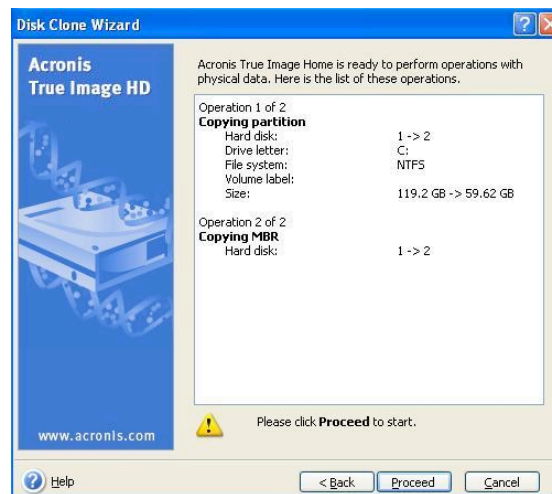 Disk Clone Wizard
Acronis
True Image HD
Acronis True Image Home is ready to perform operations with
physical data. Here is the list of these operations.
Operation 1 of 2
Copying partition
Hard disk: 1 -> 2
Drive letter: C:
File system: NTFS
Volume label:
Size: 119.2 GB -> 59.62 GB
Operation 2 of 2
Copying MBR
Hard disk: 1 -> 2
Please click Proceed to start.
www.acronis.com
Help
< Back
Proceed
Cancel